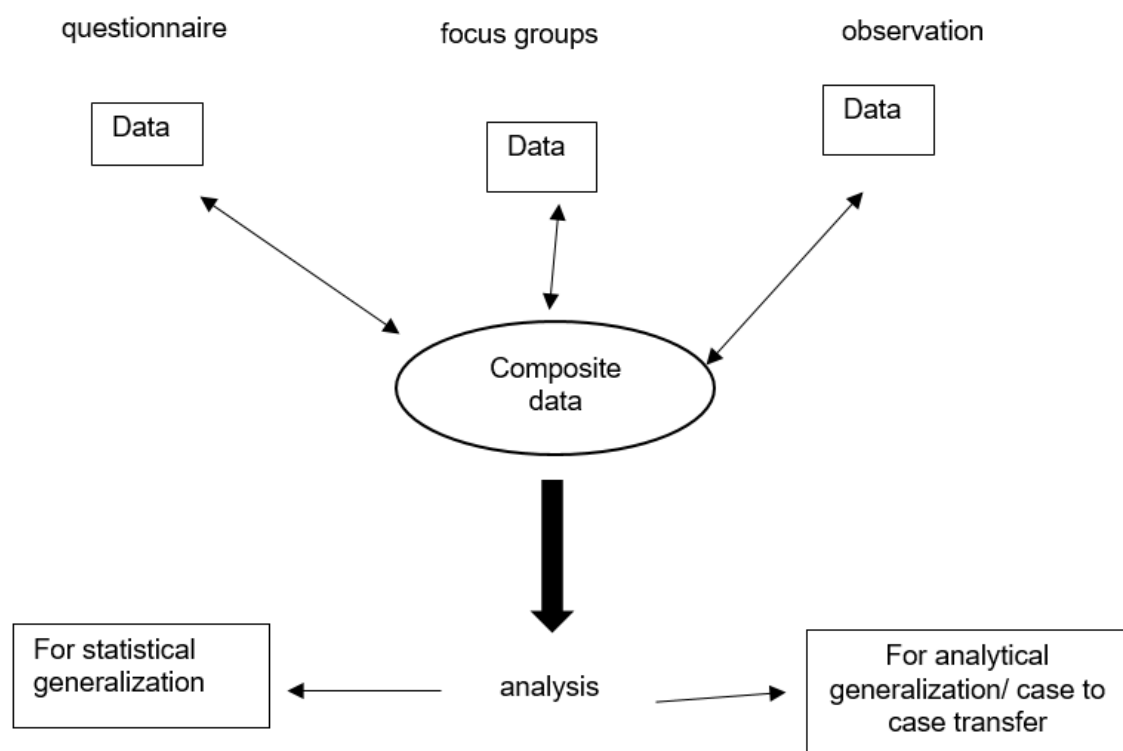 questionnaire
focus groups
observation
Data
Data
Data
Composite
data
For statistical
generalization
analysis
For analytical
generalization/ case to
case transfer